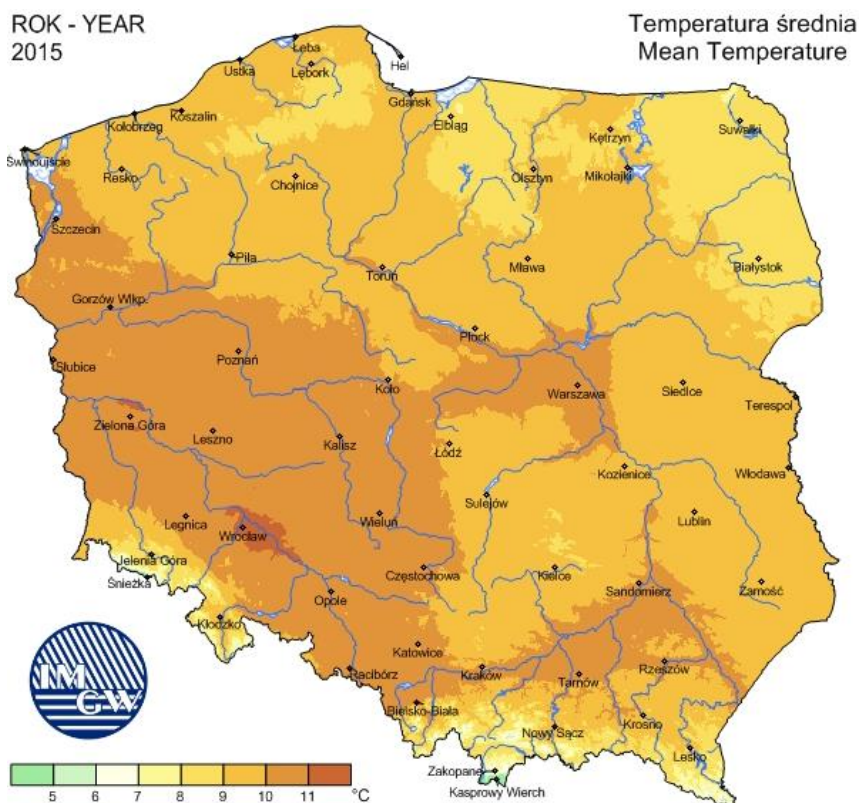 ROK - YEAR
2015
Temperatura średnia
Mean Temperature
Łeba
Hel
Ustka
Lębork
Gdańsk
Koszalin
Kołobrzeg
Elbląg
Suwałki
Kętrzyn
Świnoujście
Resko
Chojnice
Olsztyn
Mikołajki
Szczecin
Piła
Toruń
Mława
Białystok
Gorzów Wlkp.
Płock
Słubice
Poznań
Koło
Warszawa
Siedlce
Terespol
Zielona Góra
Leszno
Kalisz
Łódź
Kozienice
Włodawa
Sulejów
Legnica
Wrocław
Wieluń
Lublin
Jelenia Góra
Śnieżka
Częstochowa
Kielce
Sandomierz
Zamość
Opole
Kłodzko
Katowice
Racibórz
Kraków
Tarnów
Rzeszów
Bielsko-Biała
Nowy Sącz
Krosno
Lesko
Zakopane
Kasprowy Wierch
IM
GW
5 6 7 8 9 10 11 °C